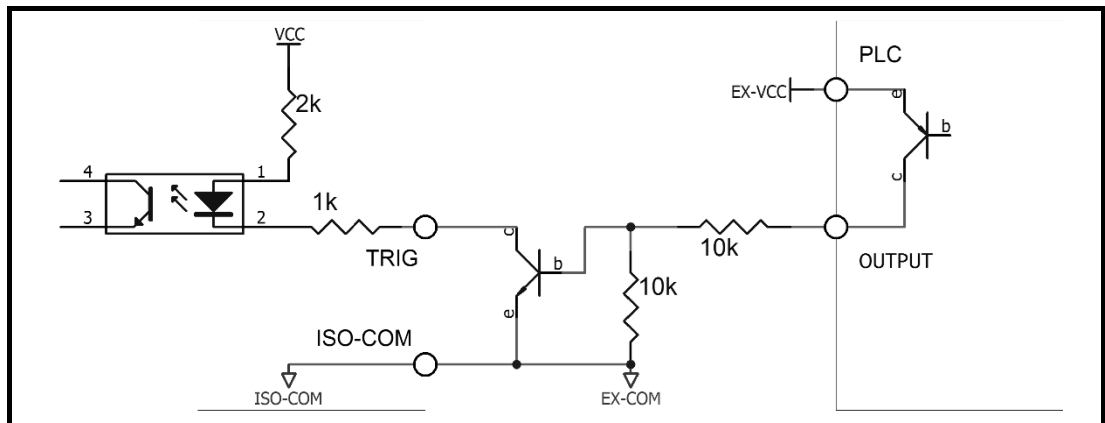 VCC
PLC
2k
EX-VCC
e
b
c
4
1
3
2
1k
TRIG
c
b
e
10k
10k
OUTPUT
ISO-COM
ISO-COM
EX-COM